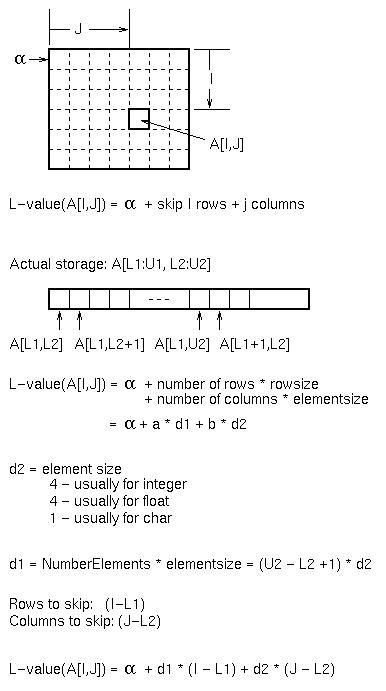 J
α
I
A[I,J]
L-value(A[I,J]) = α + skip I rows + j columns
Actual storage: A[L1:U1, L2:U2]
---
A[L1,L2] A[L1,L2+1] A[L1,U2] A[L1+1,L2]
L-value(A[I,J]) = α + number of rows * rowsize
+ number of columns * elementsize
= α + a * d1 + b * d2
d2 = element size
4 - usually for integer
4 - usually for float
1 - usually for char
d1 = NumberElements * elementsize = (U2 - L2 +1) * d2
Rows to skip: (I-L1)
Columns to skip: (J-L2)
L-value(A[I,J]) = α + d1 * (I - L1) + d2 * (J - L2)